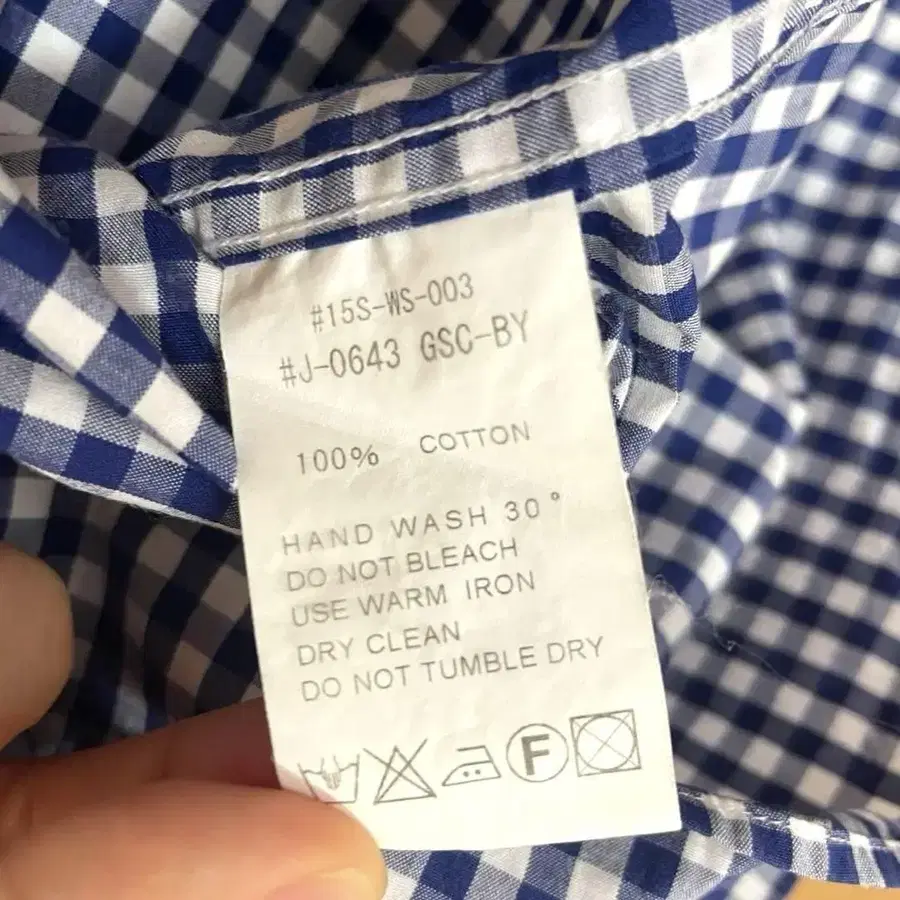 #15S-WS-003
#J-0643 GSC-BY
100% COTTON
HAND WASH 30°
DO NOT BLEACH
USE WARM IRON
DRY CLEAN
DO NOT TUMBLE DRY
F